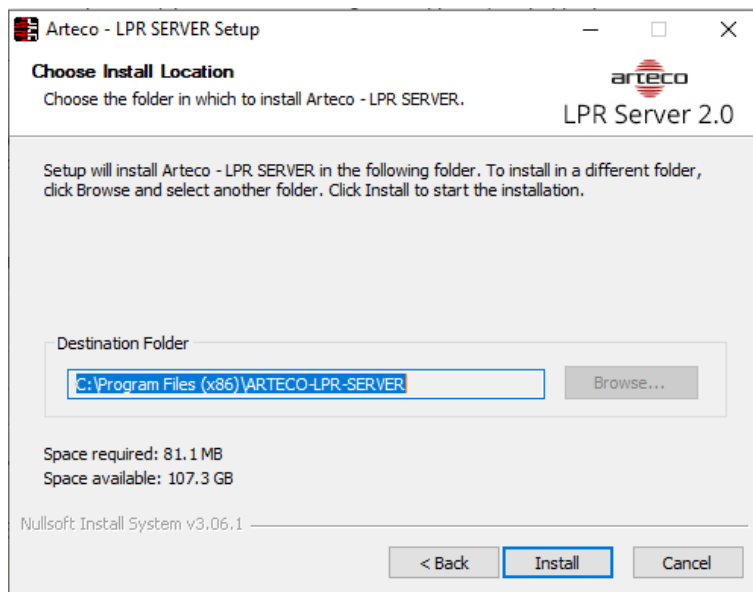 Arteco - LPR SERVER Setup
Choose Install Location
Choose the folder in which to install Arteco - LPR SERVER.
arteco
LPR Server 2.0
Setup will install Arteco - LPR SERVER in the following folder. To install in a different folder,
click Browse and select another folder. Click Install to start the installation.
Destination Folder
C:\Program Files (x86)\ARTECO-LPR-SERVER
Browse...
Space required: 81.1 MB
Space available: 107.3 GB
Nullsoft Install System v3.06.1
< Back
Install
Cancel